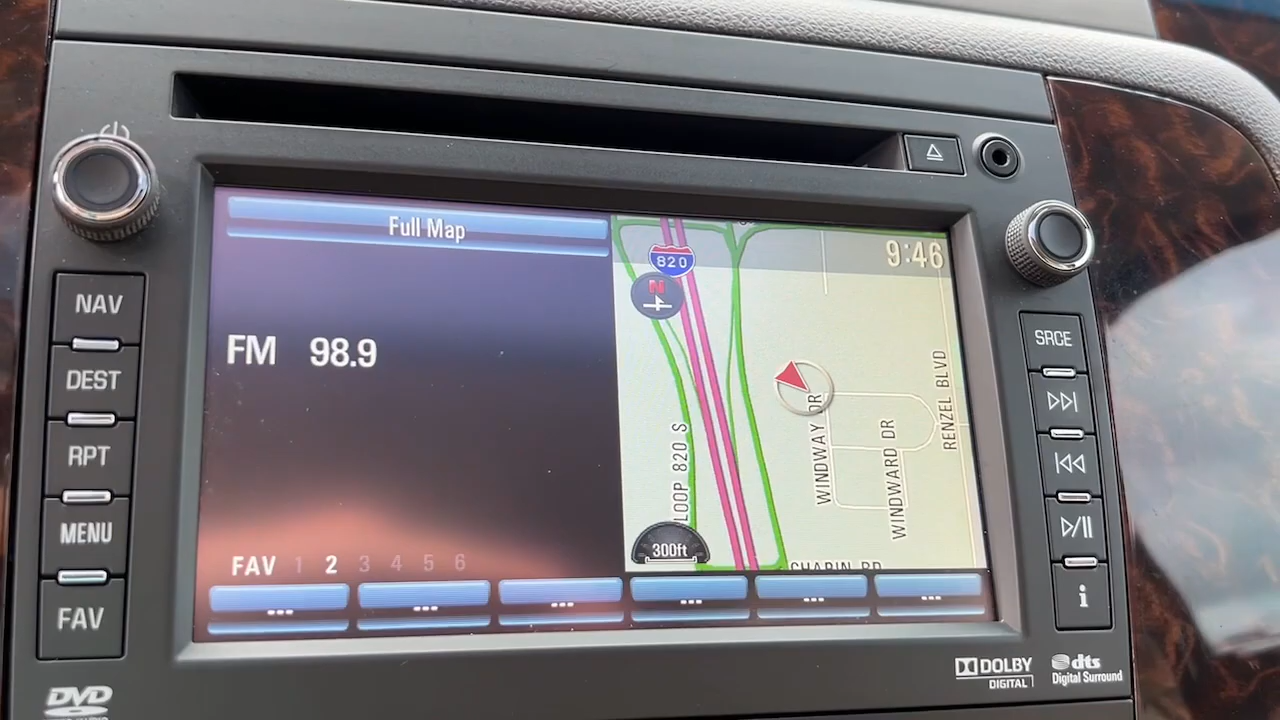 Full Map
820
N
9:46
FM 98.9
NAV
DEST
RPT
MENU
FAV
LOOP 820 S
WINDWAY DR
WINDWARD DR
RENZEL BLVD
300ft
FAV 1 2 3 4 5 6
... ... ... ... ... ...
SRCE
i
DVD
DOLBY
DIGITAL
dts
Digital Surround